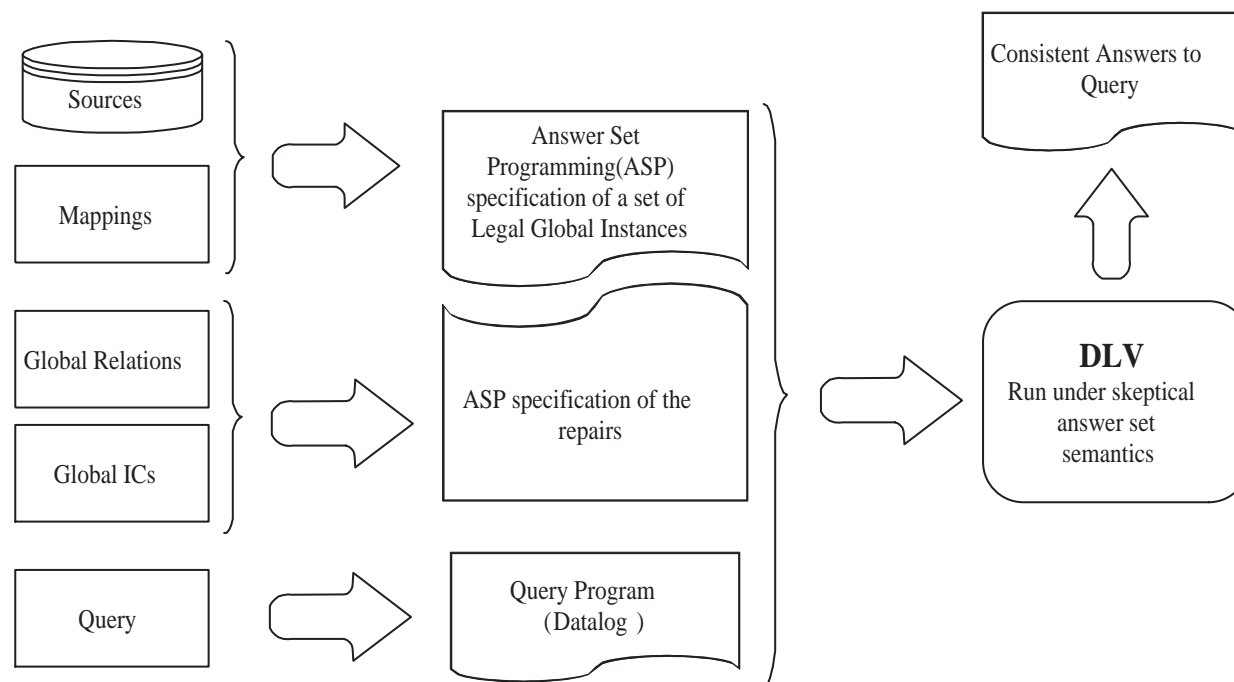 Sources
Mappings
Global Relations
Global ICs
Query
Answer Set
Programming(ASP)
specification of a set of
Legal Global Instances
ASP specification of the
repairs
Query Program
(Datalog )
DLV
Run under skeptical
answer set
semantics
Consistent Answers to
Query